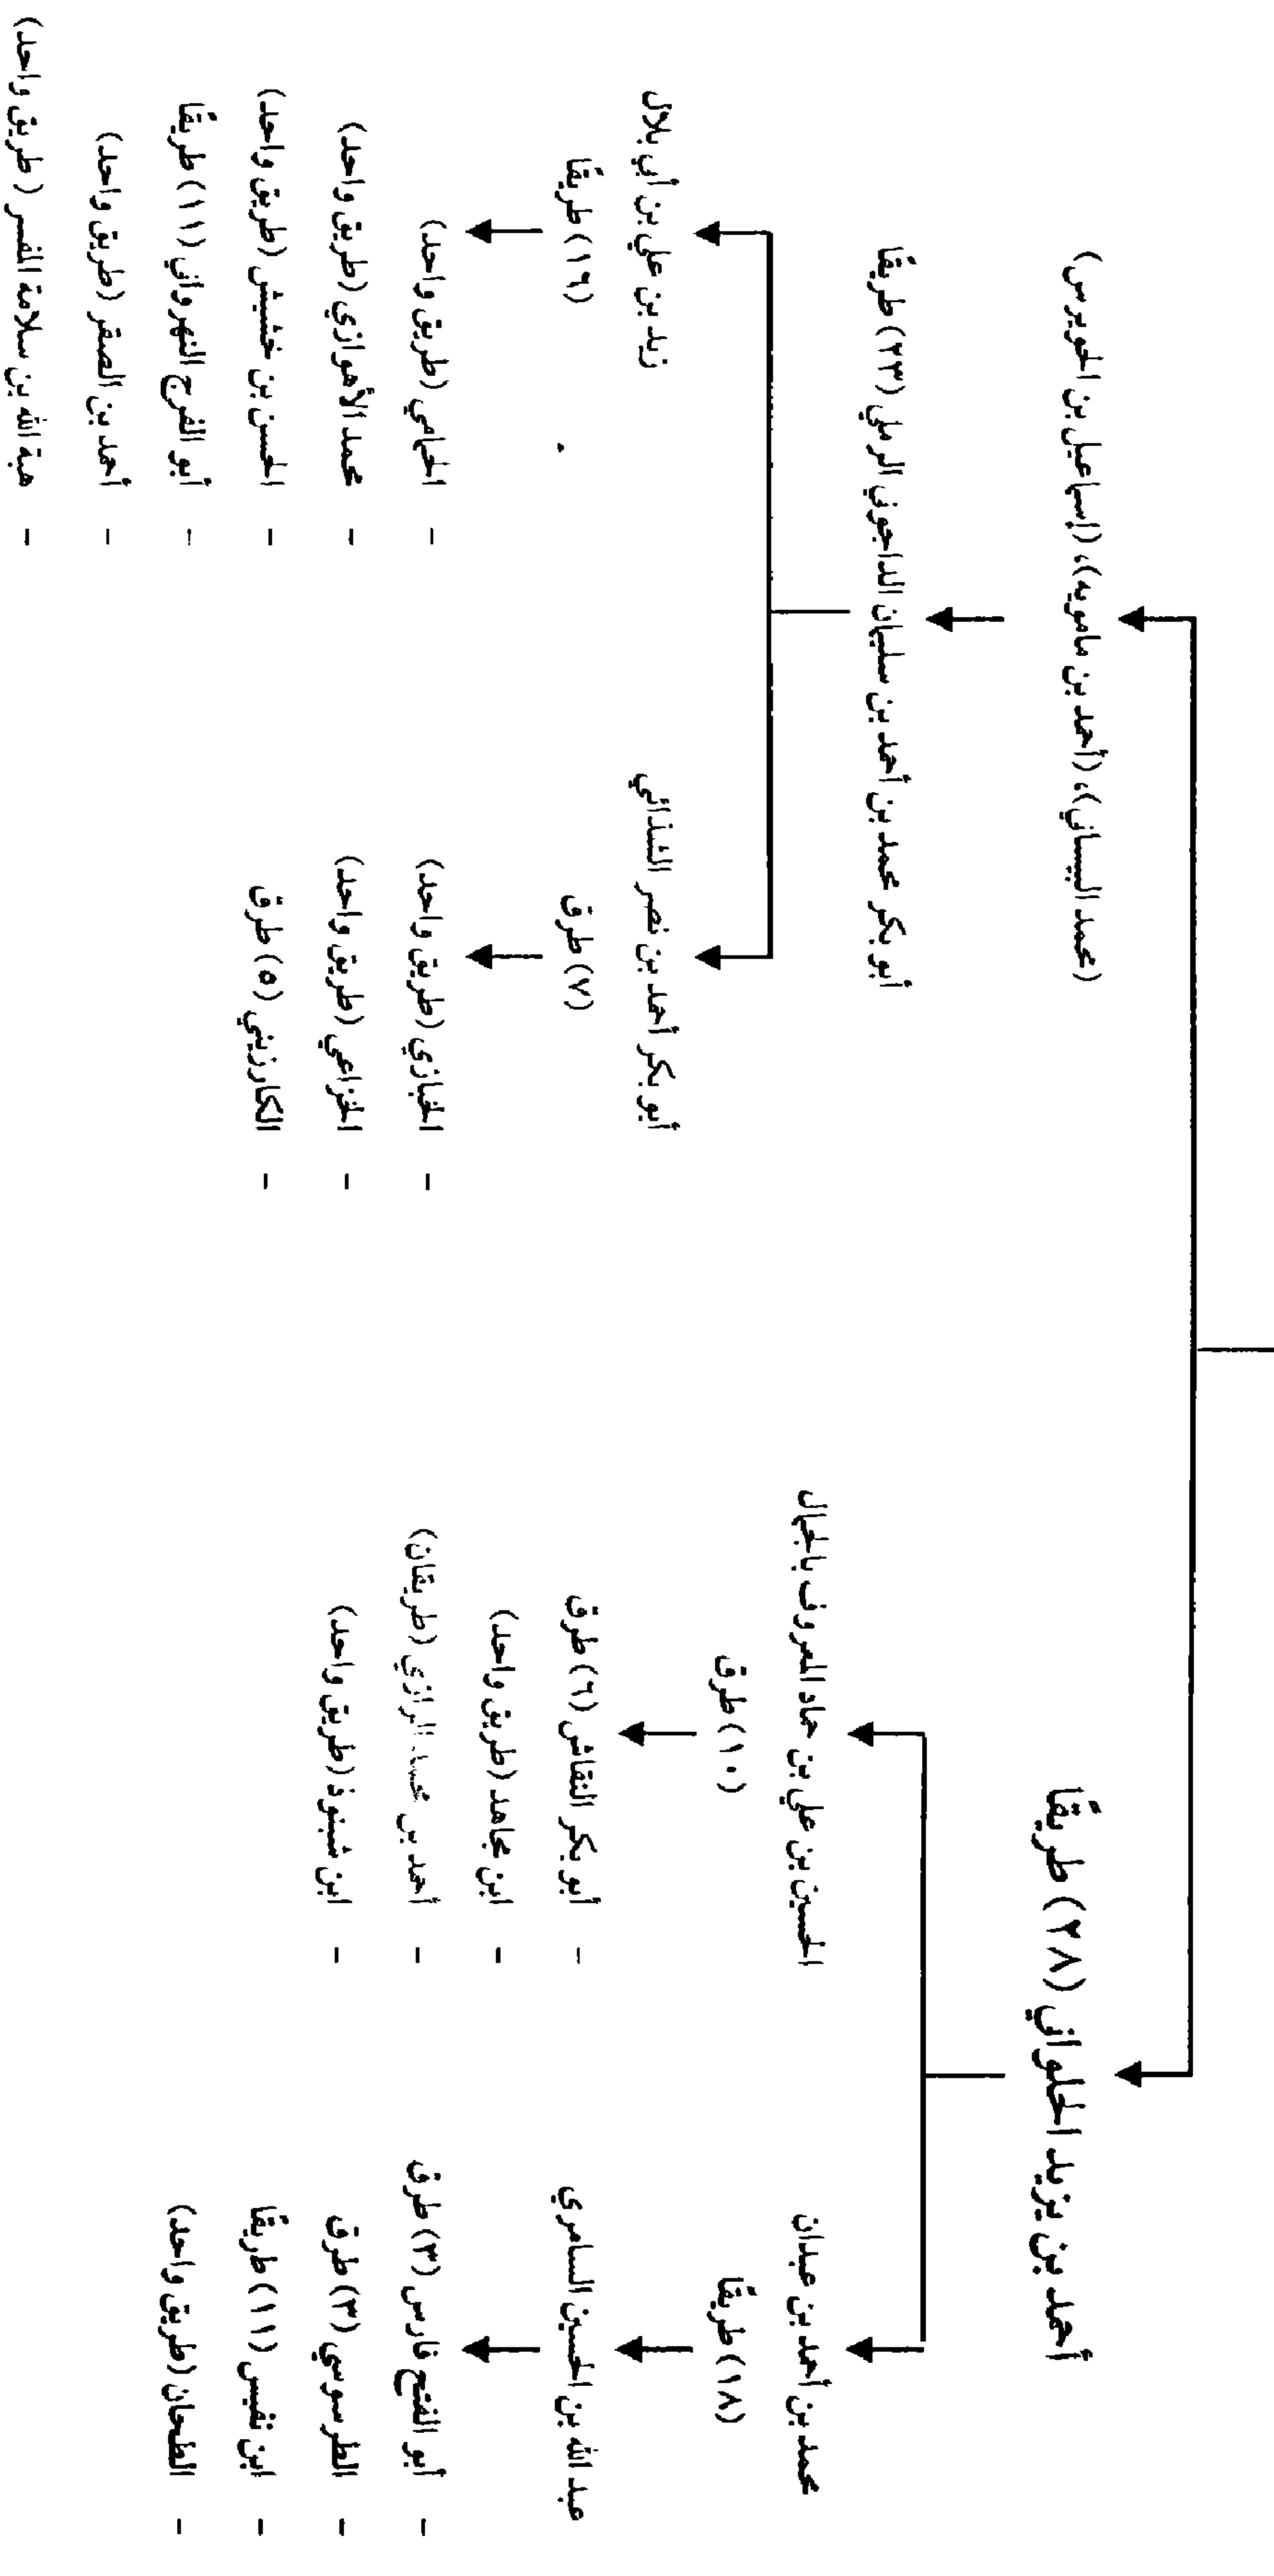 أحمد بن يزيد الحلواني (٢٨) طريقًا
محمد بن أحمد بن عبدان
(١٨) طريقًا
عبد الله بن الحسين السامري
- أبو الفتح فارس (٣) طرق
- الطرسوسي (٣) طرق
- ابن نفيس (١١) طريقًا
- الطحان (طريق واحد)
الحسين بن علي بن حماد المعروف بالجمال
(١٠) طرق
- أبو بكر النقاش (٦) طرق
- ابن مجاهد (طريق واحد)
- أحمد بن محمد الرازي (طريقان)
- ابن شنبوذ (طريق واحد)
(محمد البيساني)، (أحمد بن مامويه)، (إسماعيل بن الحويرس)
أبو بكر محمد بن أحمد بن سليمان الداجوني الرملي (٢٣) طريقًا
أبو بكر أحمد بن نصر الشذائي
(٧) طرق
- الخبازي (طريق واحد)
- الخزاعي (طريق واحد)
- الكارزيني (٥) طرق
زيد بن علي بن أبي بلال
(١٦) طريقًا
- الحمامي (طريق واحد)
- محمد الأهوازي (طريق واحد)
- الحسن بن خشيش (طريق واحد)
- أبو الفرج النهرواني (١١) طريقًا
- أحمد بن الصقر (طريق واحد)
- هبة الله بن سلامة المفسر (طريق واحد)